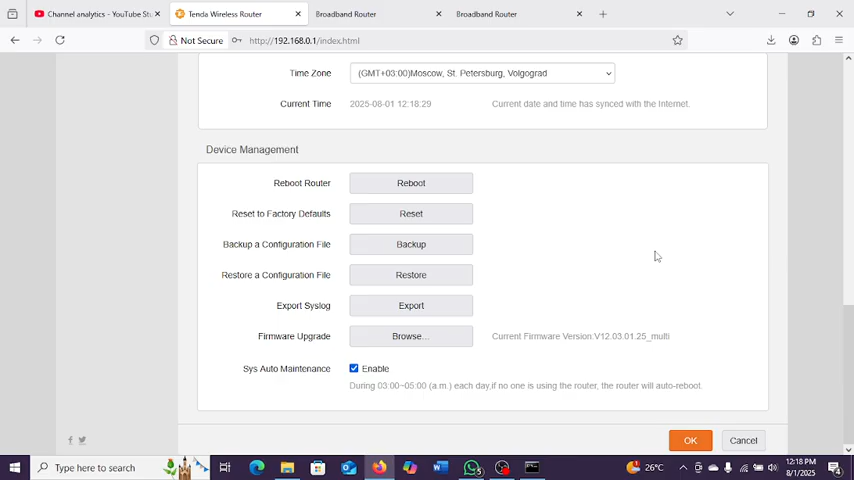 Channel analytics - YouTube Stu
Tenda Wireless Router
Broadband Router
Broadband Router
Not Secure
http://192.168.0.1/index.html
Time Zone
(GMT+03:00)Moscow, St. Petersburg, Volgograd
Current Time
2025-08-01 12:18:29
Current date and time has synced with the Internet.
Device Management
Reboot Router
Reboot
Reset to Factory Defaults
Reset
Backup a Configuration File
Backup
Restore a Configuration File
Restore
Export Syslog
Export
Firmware Upgrade
Browse...
Current Firmware Version:V12.03.01.25_multi
Sys Auto Maintenance
Enable
During 03:00~05:00 (a.m.) each day,if no one is using the router, the router will auto-reboot.
OK
Cancel
Type here to search
5
26°C
12:18 PM
8/1/2025
4